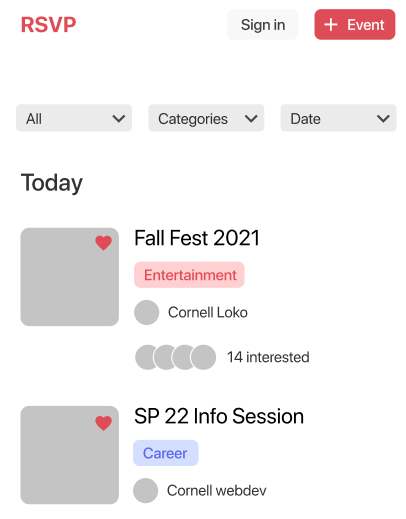 RSVP Sign in + Event
All Categories Date
Today
Fall Fest 2021
Entertainment
Cornell Loko
14 interested
SP 22 Info Session
Career
Cornell webdev